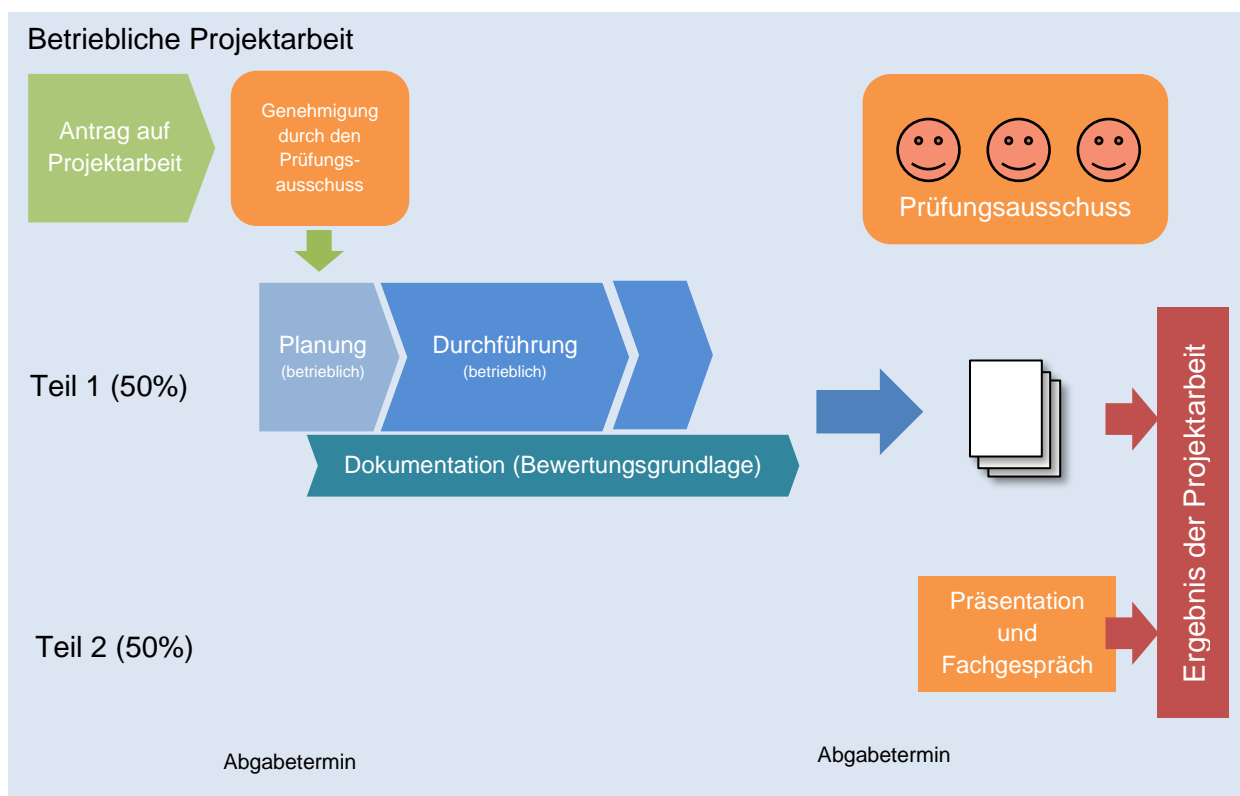 Betriebliche Projektarbeit
Antrag auf
Projektarbeit
Genehmigung
durch den
Prüfungs-
ausschuss
Prüfungsausschuss
Teil 1 (50%)
Planung
(betrieblich)
Durchführung
(betrieblich)
Dokumentation (Bewertungsgrundlage)
Ergebnis der Projektarbeit
Teil 2 (50%)
Präsentation
und
Fachgespräch
Abgabetermin
Abgabetermin